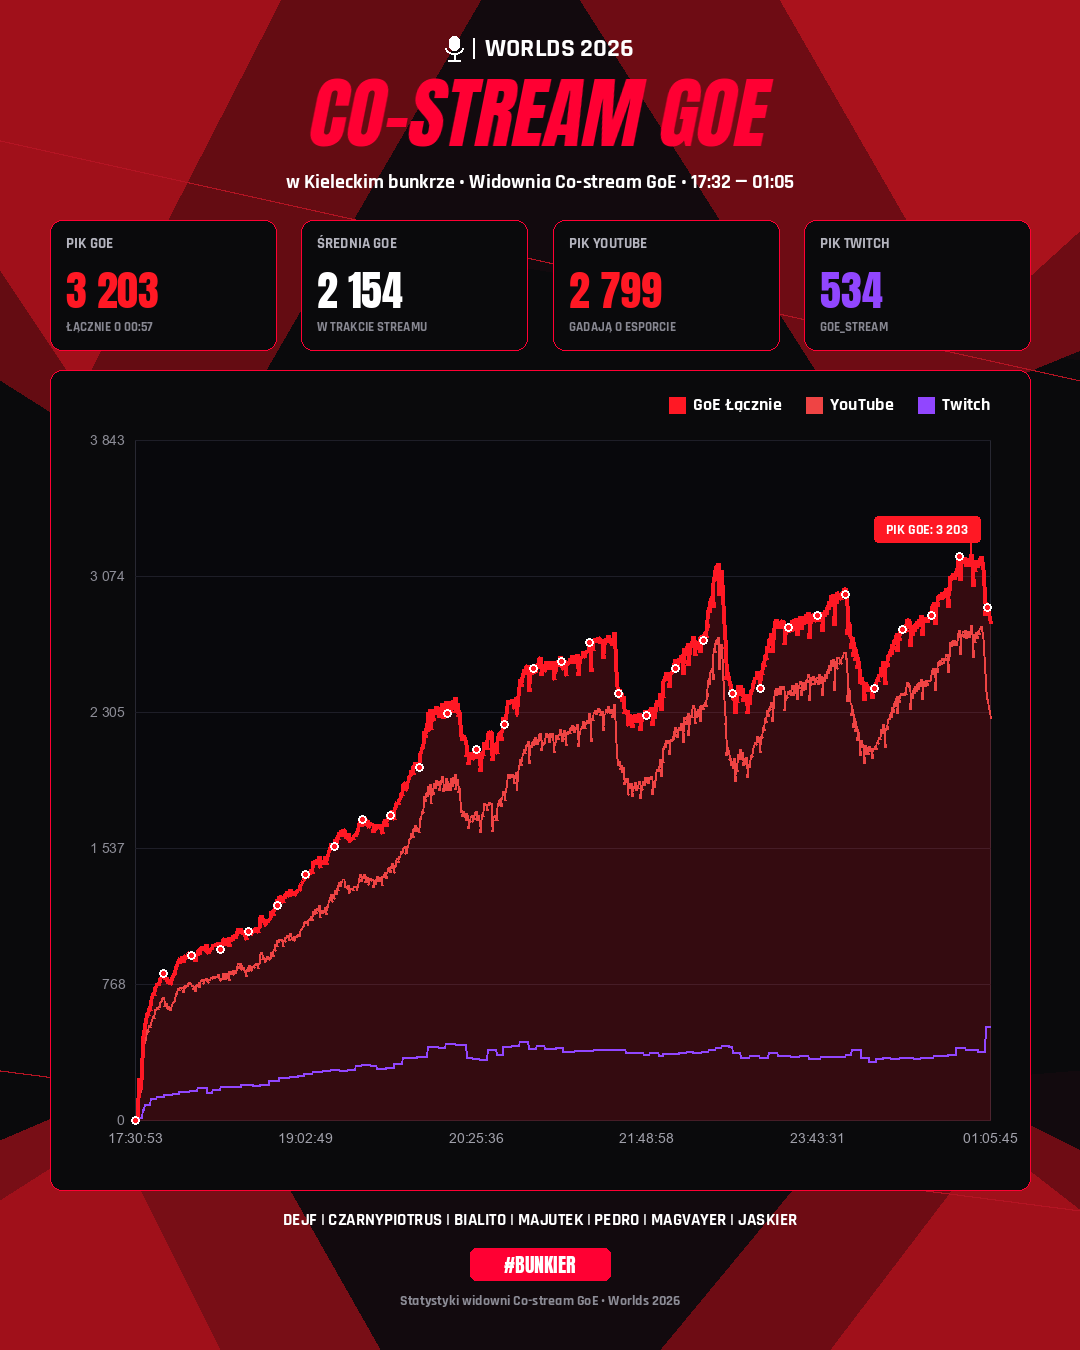 | WORLDS 2026
CO-STREAM GOE
w Kieleckim bunkrze • Widownia Co-stream GoE • 17:32 — 01:05
PIK GOE
3 203
ŁĄCZNIE O 00:57
ŚREDNIA GOE
2 154
W TRAKCIE STREAMU
PIK YOUTUBE
2 799
GADAJĄ O ESPORCIE
PIK TWITCH
534
GOE_STREAM
GoE Łącznie
YouTube
Twitch
3 843
PIK GOE: 3 203
3 074
2 305
1 537
768
0
17:30:53
19:02:49
20:25:36
21:48:58
23:43:31
01:05:45
DEJF | CZARNYPIOTRUS | BIALITO | MAJUTEK | PEDRO | MAGVAYER | JASKIER
#BUNKIER
Statystyki widowni Co-stream GoE • Worlds 2026